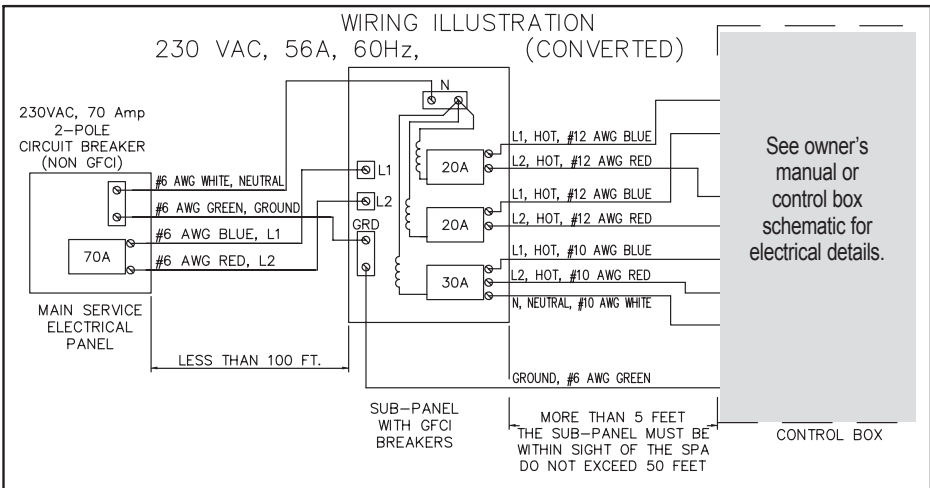 WIRING ILLUSTRATION
230 VAC, 56A, 60Hz, (CONVERTED)
230VAC, 70 Amp
2-POLE
CIRCUIT BREAKER
(NON GFCI)
#6 AWG WHITE, NEUTRAL
#6 AWG GREEN, GROUND
#6 AWG BLUE, L1
#6 AWG RED, L2
70A
MAIN SERVICE
ELECTRICAL
PANEL
LESS THAN 100 FT.
N
L1
L2
GRD
20A
20A
30A
SUB-PANEL
WITH GFCI
BREAKERS
L1, HOT, #12 AWG BLUE
L2, HOT, #12 AWG RED
L1, HOT, #12 AWG BLUE
L2, HOT, #12 AWG RED
L1, HOT, #10 AWG BLUE
L2, HOT, #10 AWG RED
N, NEUTRAL, #10 AWG WHITE
GROUND, #6 AWG GREEN
MORE THAN 5 FEET
THE SUB-PANEL MUST BE
WITHIN SIGHT OF THE SPA
DO NOT EXCEED 50 FEET
See owner's
manual or
control box
schematic for
electrical details.
CONTROL BOX